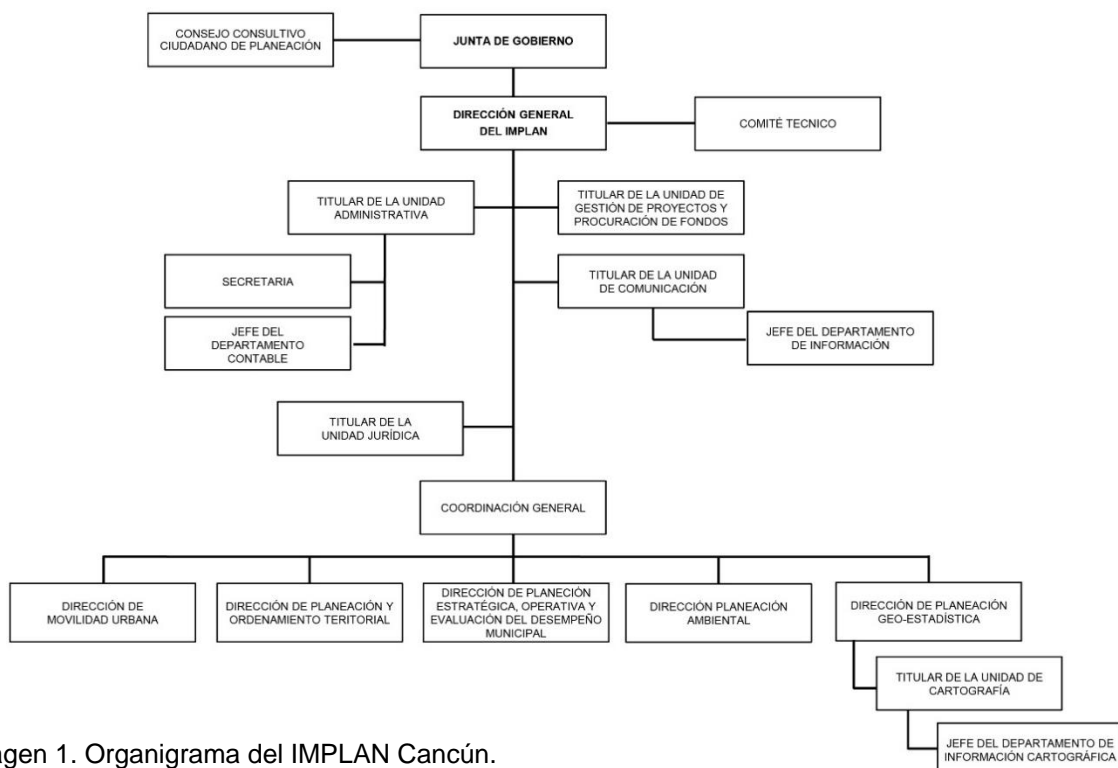 CONSEJO CONSULTIVO
CIUDADANO DE PLANEACIÓN
JUNTA DE GOBIERNO
DIRECCIÓN GENERAL
DEL IMPLAN
COMITÉ TECNICO
TITULAR DE LA UNIDAD
ADMINISTRATIVA
TITULAR DE LA UNIDAD DE
GESTIÓN DE PROYECTOS Y
PROCURACIÓN DE FONDOS
SECRETARIA
TITULAR DE LA UNIDAD
DE COMUNICACIÓN
JEFE DEL
DEPARTAMENTO
CONTABLE
JEFE DEL DEPARTAMENTO
DE INFORMACIÓN
TITULAR DE LA
UNIDAD JURÍDICA
COORDINACIÓN GENERAL
DIRECCIÓN DE
MOVILIDAD URBANA
DIRECCIÓN DE PLANEACIÓN Y
ORDENAMIENTO TERITORIAL
DIRECCIÓN DE PLANECIÓN
ESTRATÉGICA, OPERATIVA Y
EVALUACIÓN DEL DESEMPEÑO
MUNICIPAL
DIRECCIÓN PLANEACIÓN
AMBIENTAL
DIRECCIÓN DE PLANEACIÓN
GEO-ESTADÍSTICA
TITULAR DE LA UNIDAD DE
CARTOGRAFÍA
JEFE DEL DEPARTAMENTO DE
INFORMACIÓN CARTOGRÁFICA
agen 1. Organigrama del IMPLAN Cancún.